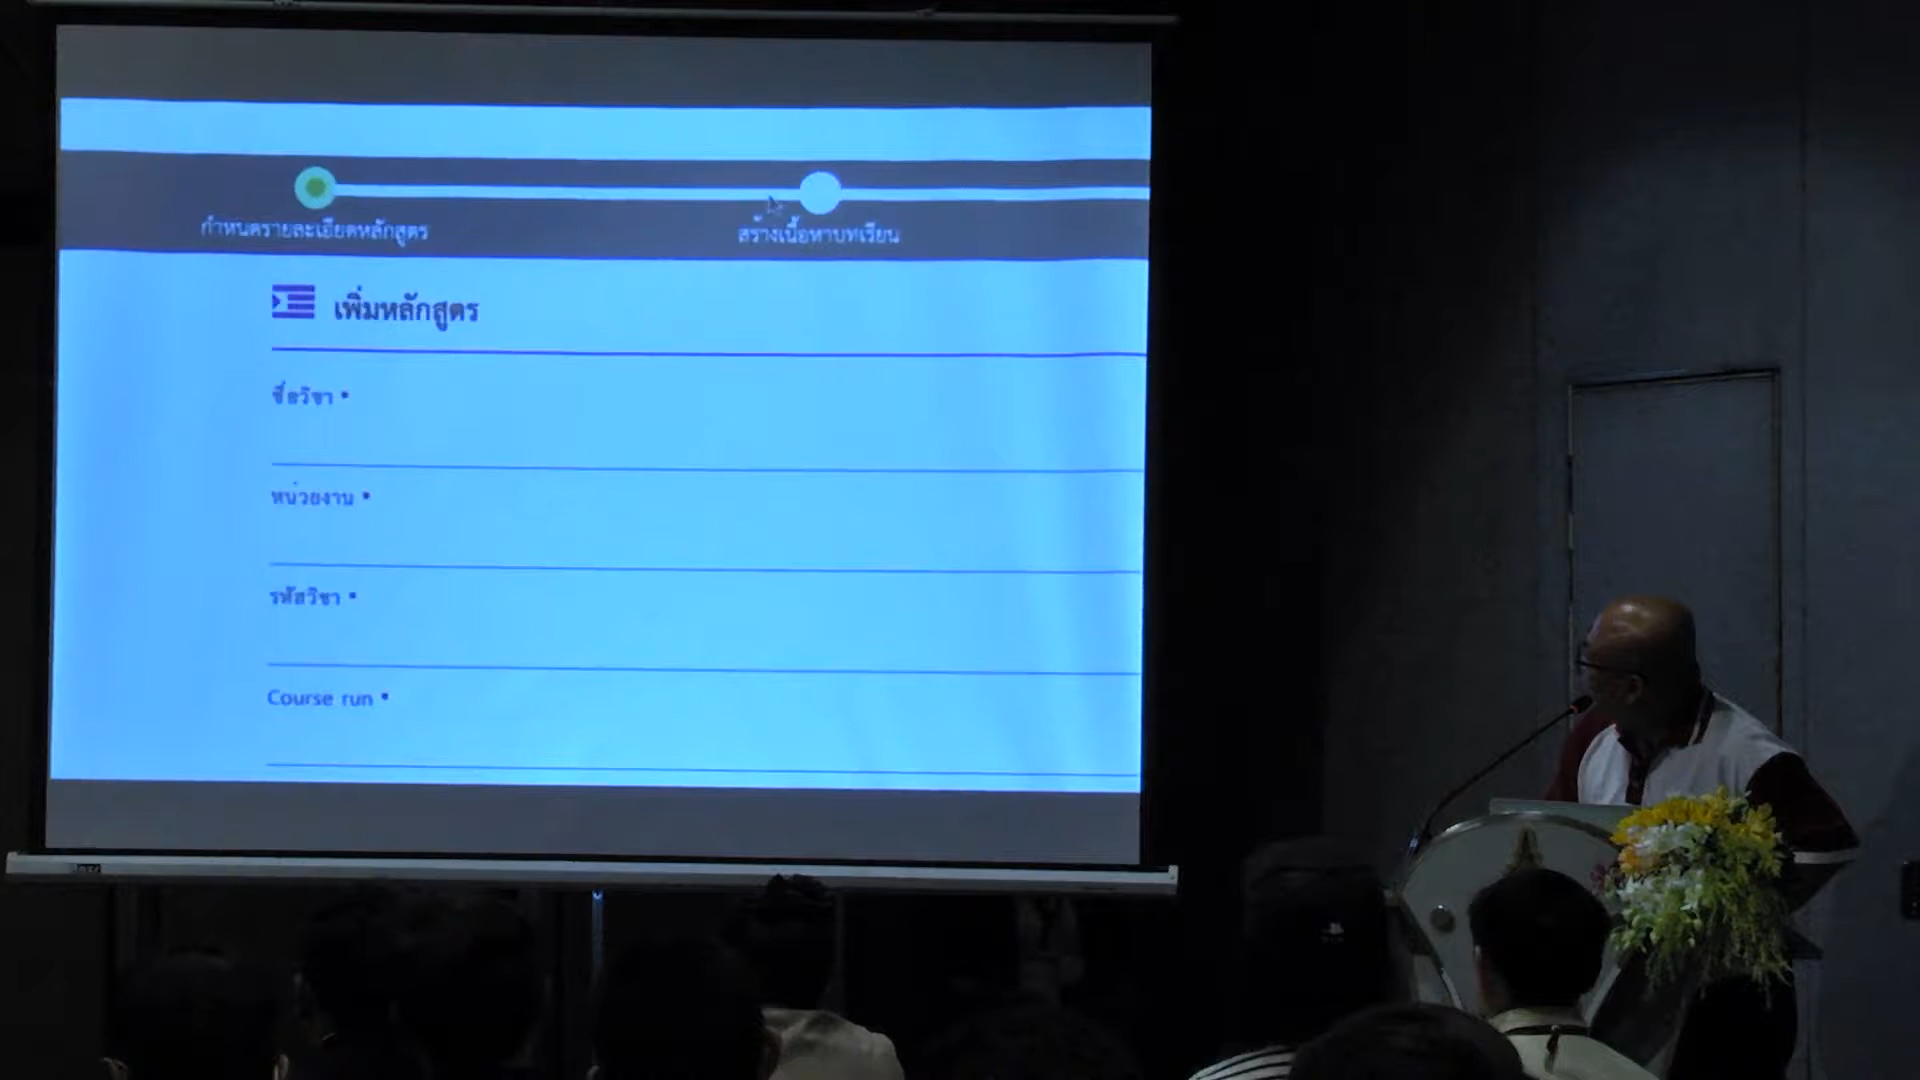 กำหนดรายละเอียดหลักสูตร
สร้างเนื้อหาบทเรียน
เพิ่มหลักสูตร
ชื่อวิชา *
หน่วยงาน *
รหัสวิชา *
Course run *